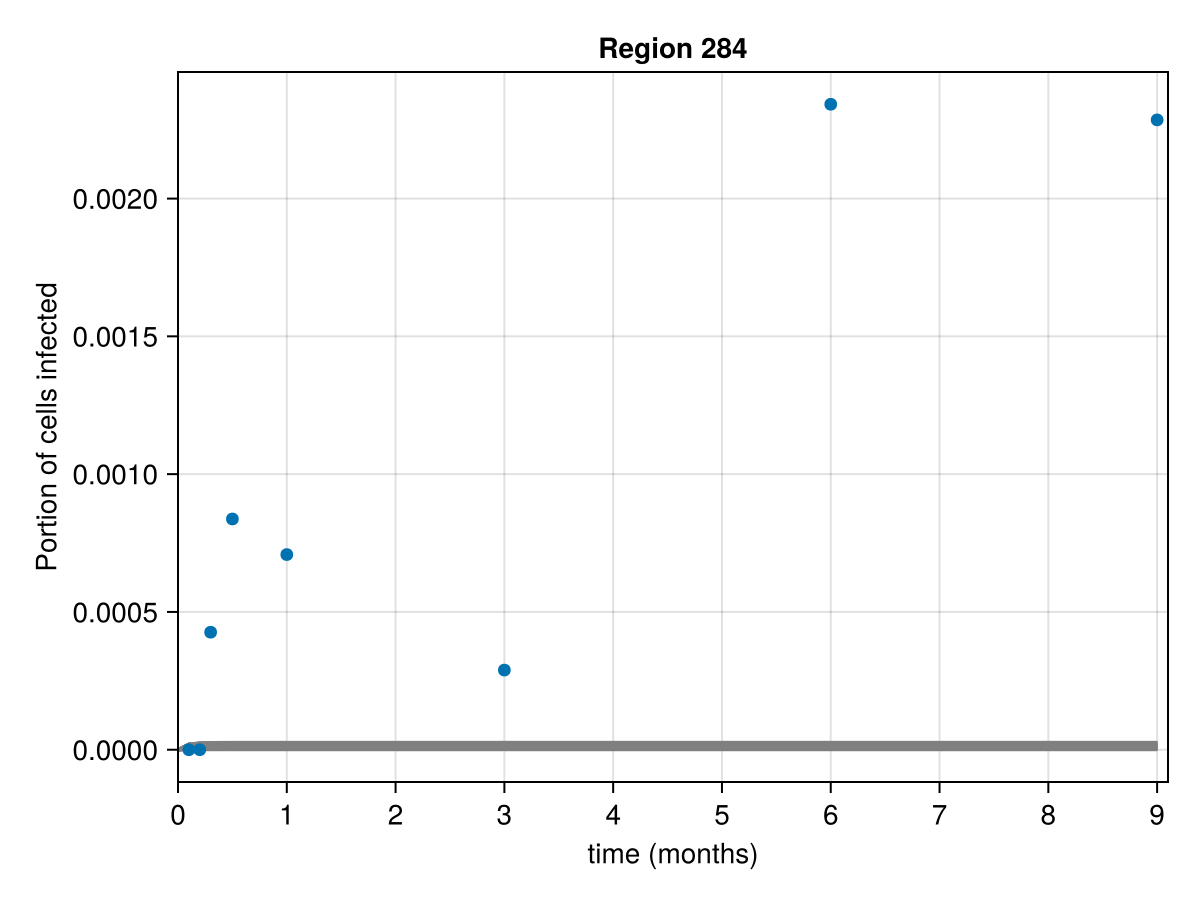 Region 284
Portion of cells infected
0.0020
0.0015
0.0010
0.0005
0.0000
0 1 2 3 4 5 6 7 8 9
time (months)